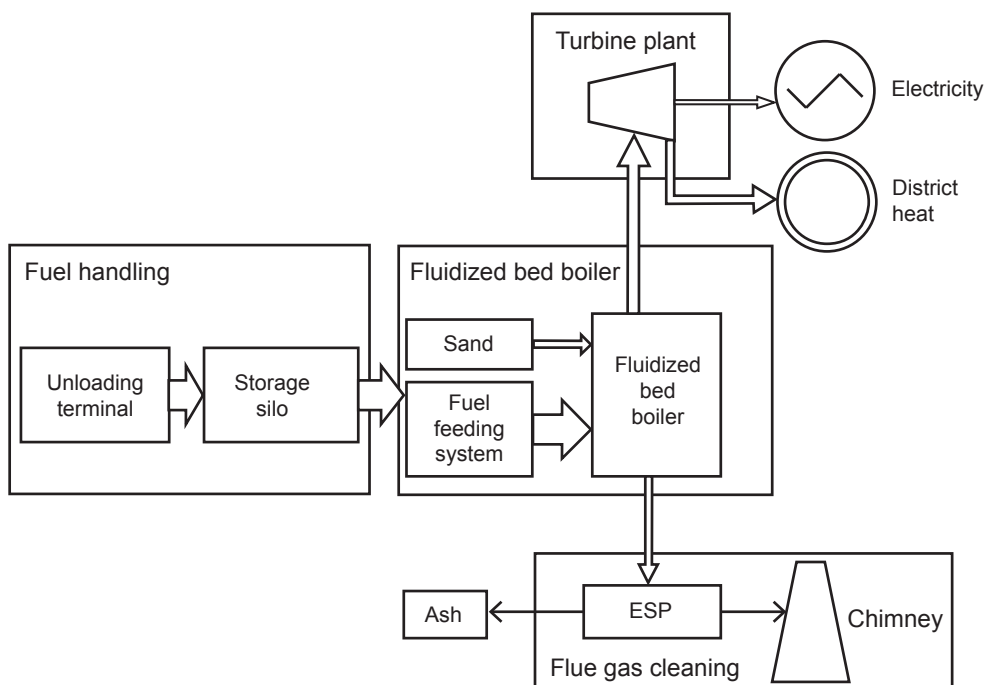 Turbine plant
Electricity
District
heat
Fuel handling
Fluidized bed boiler
Unloading
terminal
Storage
silo
Sand
Fuel
feeding
system
Fluidized
bed
boiler
Ash
ESP
Chimney
Flue gas cleaning